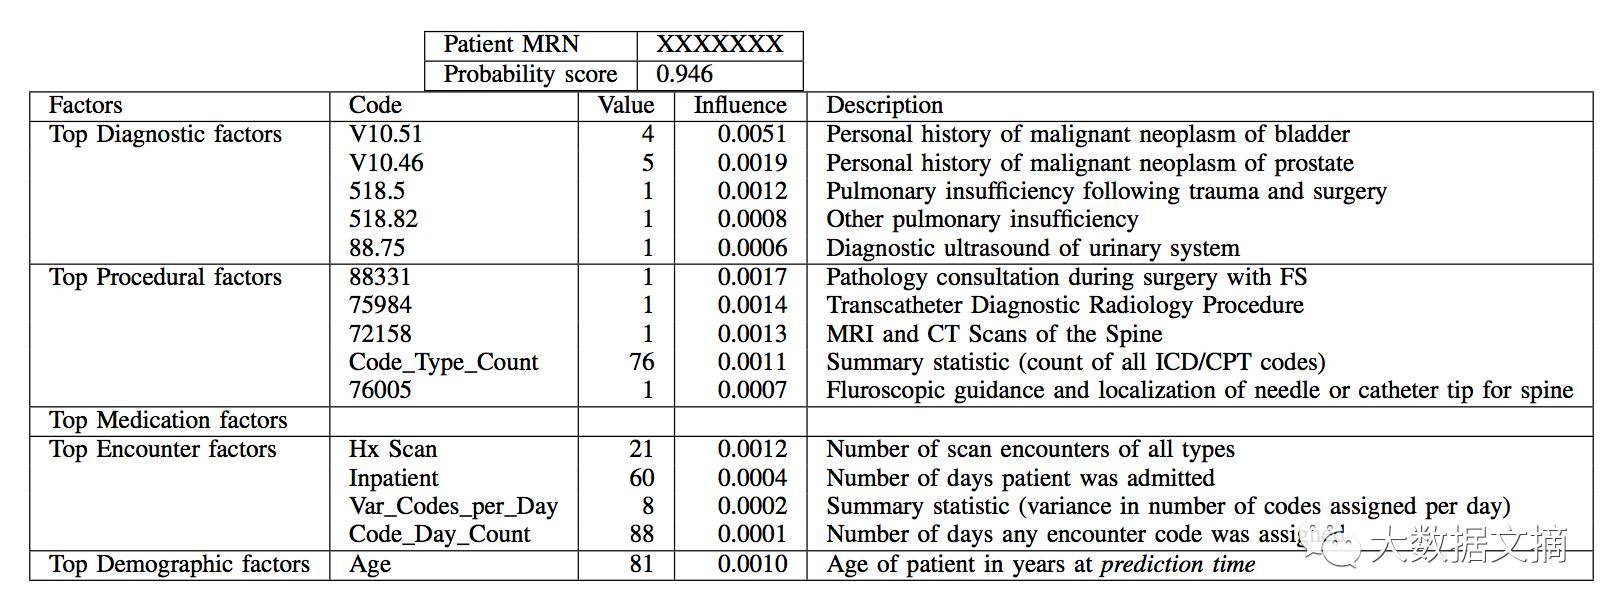 Patient MRN XXXXXXX
Probability score 0.946
Factors Code Value Influence Description
Top Diagnostic factors V10.51 4 0.0051 Personal history of malignant neoplasm of bladder
V10.46 5 0.0019 Personal history of malignant neoplasm of prostate
518.5 1 0.0012 Pulmonary insufficiency following trauma and surgery
518.82 1 0.0008 Other pulmonary insufficiency
88.75 1 0.0006 Diagnostic ultrasound of urinary system
Top Procedural factors 88331 1 0.0017 Pathology consultation during surgery with FS
75984 1 0.0014 Transcatheter Diagnostic Radiology Procedure
72158 1 0.0013 MRI and CT Scans of the Spine
Code_Type_Count 76 0.0011 Summary statistic (count of all ICD/CPT codes)
76005 1 0.0007 Fluroscopic guidance and localization of needle or catheter tip for spine
Top Medication factors
Top Encounter factors Hx Scan 21 0.0012 Number of scan encounters of all types
Inpatient 60 0.0004 Number of days patient was admitted
Var_Codes_per_Day 8 0.0002 Summary statistic (variance in number of codes assigned per day)
Code_Day_Count 88 0.0001 Number of days any encounter code was assigned
Top Demographic factors Age 81 0.0010 Age of patient in years at prediction time
大数据文摘